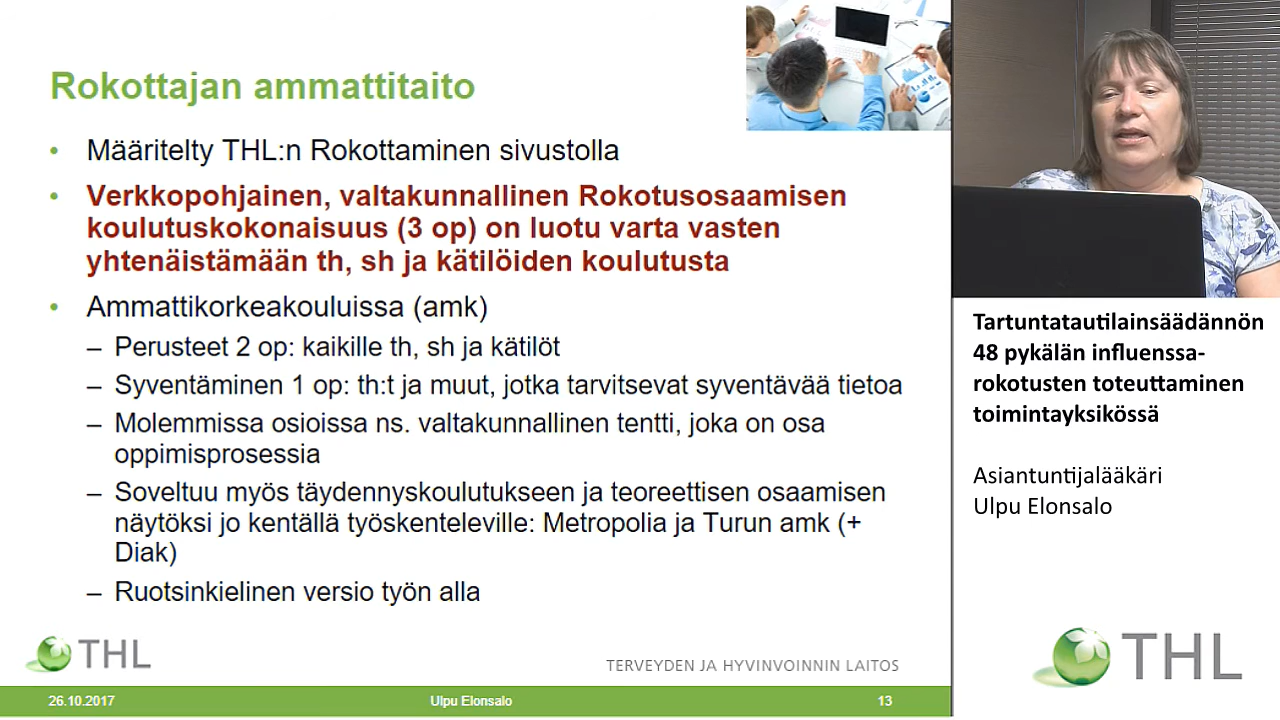 Rokottajan ammattitaito
• Määritelty THL:n Rokottaminen sivustolla
• Verkkopohjainen, valtakunnallinen Rokotusosaamisen
koulutuskokonaisuus (3 op) on luotu varta vasten
yhtenäistämään th, sh ja kätilöiden koulutusta
• Ammattikorkeakouluissa (amk)
– Perusteet 2 op: kaikille th, sh ja kätilöt
– Syventäminen 1 op: th:t ja muut, jotka tarvitsevat syventävää tietoa
– Molemmissa osioissa ns. valtakunnallinen tentti, joka on osa
oppimisprosessia
– Soveltuu myös täydennyskoulutukseen ja teoreettisen osaamisen
näytöksi jo kentällä työskenteleville: Metropolia ja Turun amk (+
Diak)
– Ruotsinkielinen versio työn alla
THL
TERVEYDEN JA HYVINVOINNIN LAITOS
26.10.2017
Ulpu Elonsalo
13
Tartuntatautilainsäädännön
48 pykälän influenssa-
rokotusten toteuttaminen
toimintayksikössä
Asiantuntijalääkäri
Ulpu Elonsalo
THL